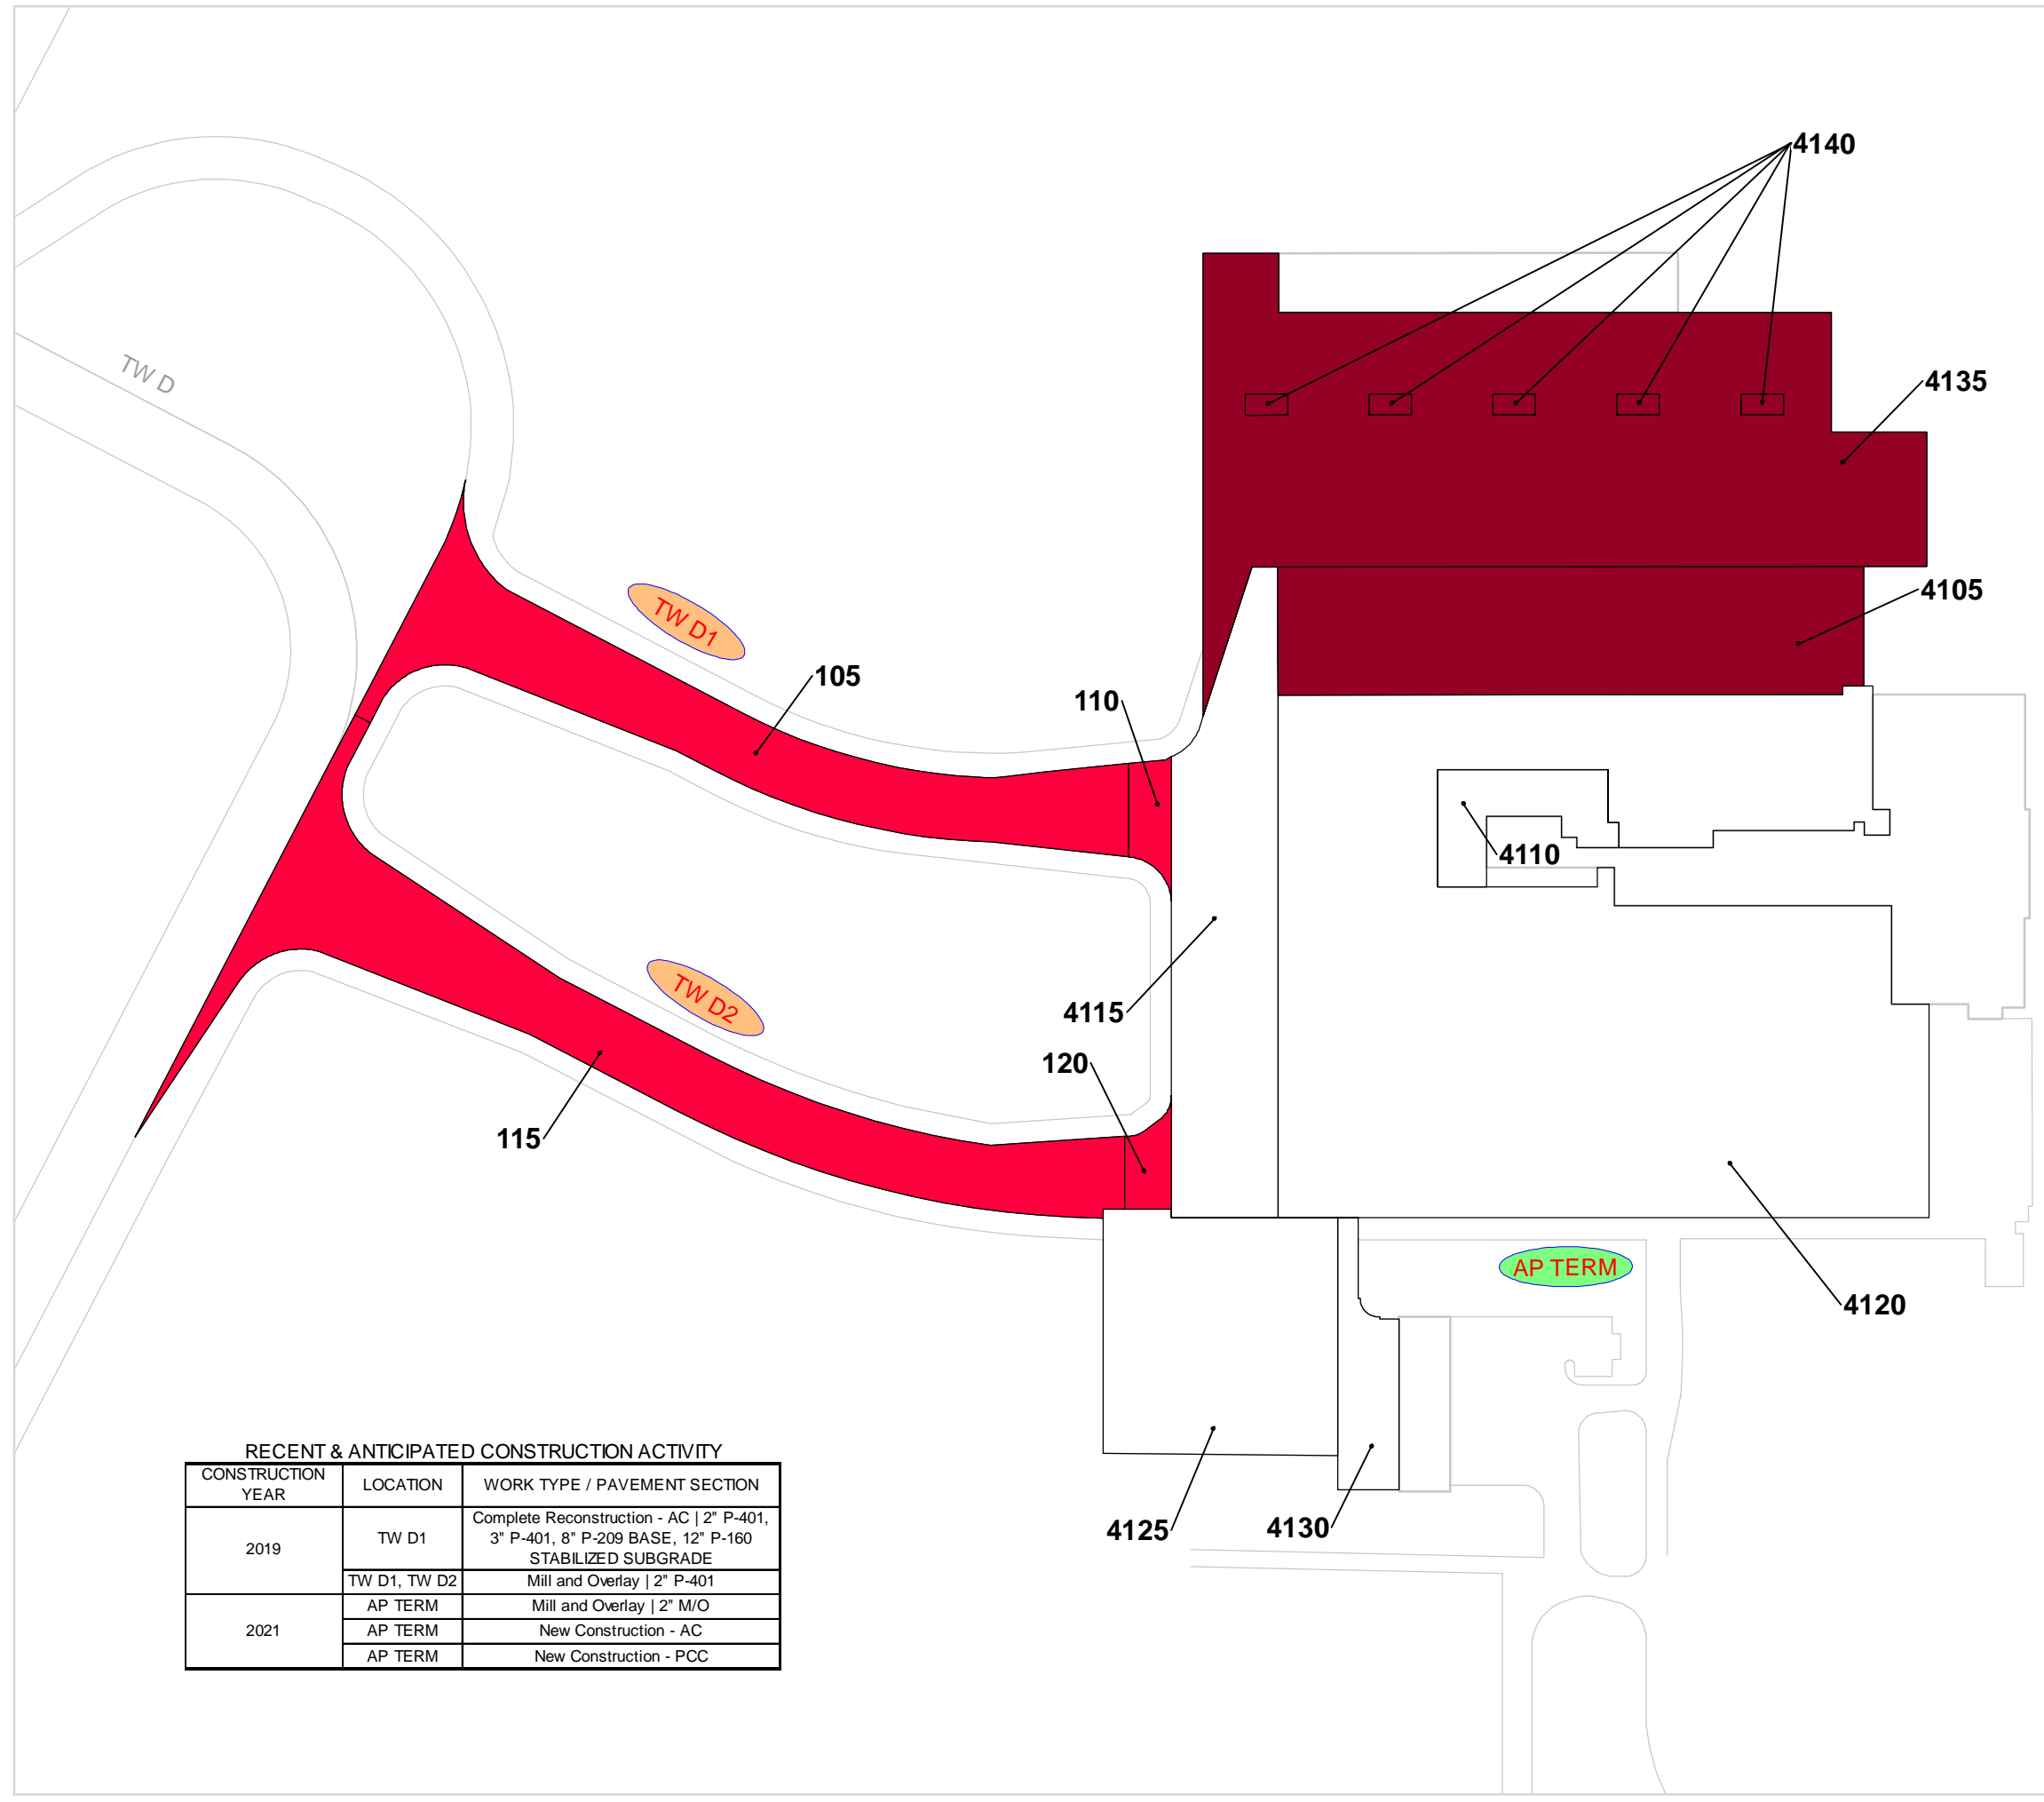 4140
TW D
4135
4105
TW D1
105
110
4110
TW D2
4115
120
115
AP TERM
4120
4125
4130
RECENT & ANTICIPATED CONSTRUCTION ACTIVITY
CONSTRUCTION
YEAR
LOCATION
WORK TYPE / PAVEMENT SECTION
2019
TW D1
Complete Reconstruction - AC | 2" P-401,
3" P-401, 8" P-209 BASE, 12" P-160
STABILIZED SUBGRADE
TW D1, TW D2
Mill and Overlay | 2" P-401
2021
AP TERM
Mill and Overlay | 2" M/O
AP TERM
New Construction - AC
AP TERM
New Construction - PCC